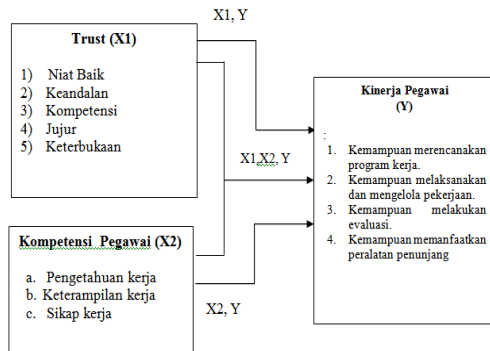 X1, Y
Trust (X1)
1) Niat Baik
2) Keandalan
3) Kompetensi
4) Jujur
5) Keterbukaan
X1,X2, Y
Kompetensi Pegawai (X2)
a. Pengetahuan kerja
b. Keterampilan kerja
c. Sikap kerja
X2, Y
Kinerja Pegawai
(Y)
:
1. Kemampuan merencanakan
program kerja.
2. Kemampuan melaksanakan
dan mengelola pekerjaan.
3. Kemampuan melakukan
evaluasi.
4. Kemampuan memanfaatkan
peralatan penunjang